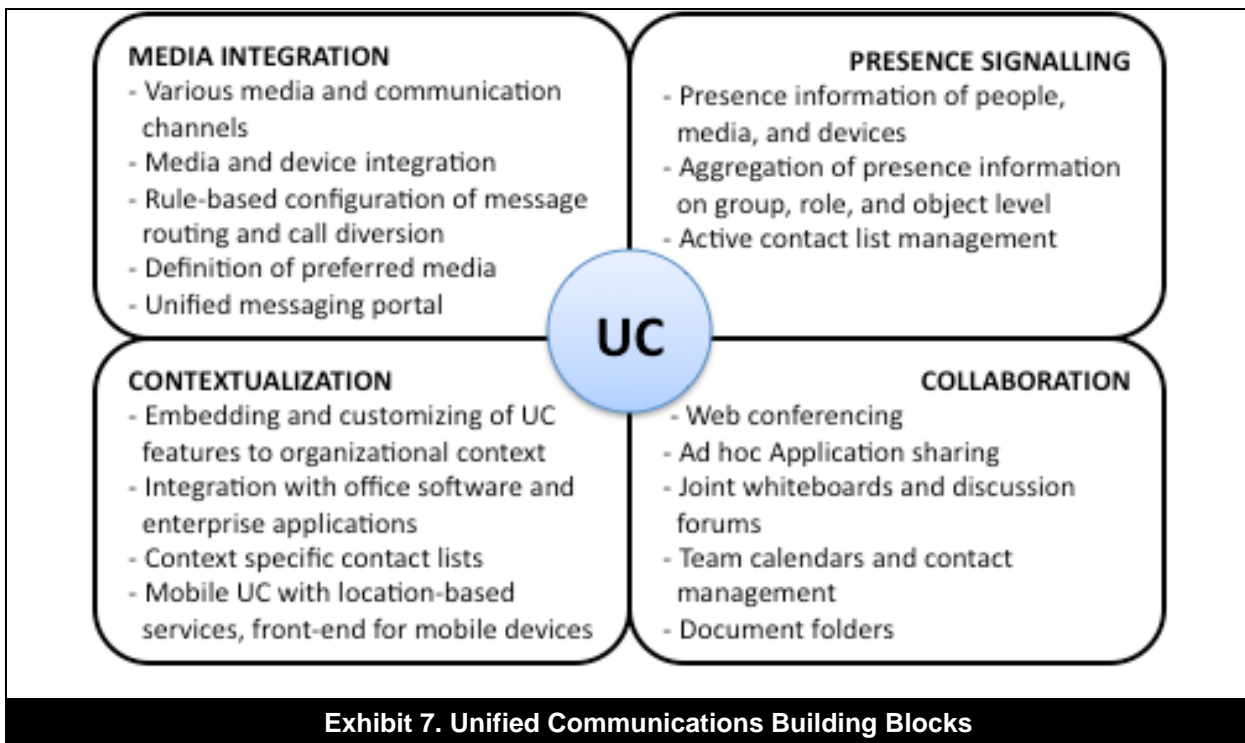 MEDIA INTEGRATION
- Various media and communication
channels
- Media and device integration
- Rule-based configuration of message
routing and call diversion
- Definition of preferred media
- Unified messaging portal
PRESENCE SIGNALLING
- Presence information of people,
media, and devices
- Aggregation of presence information
on group, role, and object level
- Active contact list management
UC
CONTEXTUALIZATION
- Embedding and customizing of UC
features to organizational context
- Integration with office software and
enterprise applications
- Context specific contact lists
- Mobile UC with location-based
services, front-end for mobile devices
COLLABORATION
- Web conferencing
- Ad hoc Application sharing
- Joint whiteboards and discussion
forums
- Team calendars and contact
management
- Document folders
Exhibit 7. Unified Communications Building Blocks